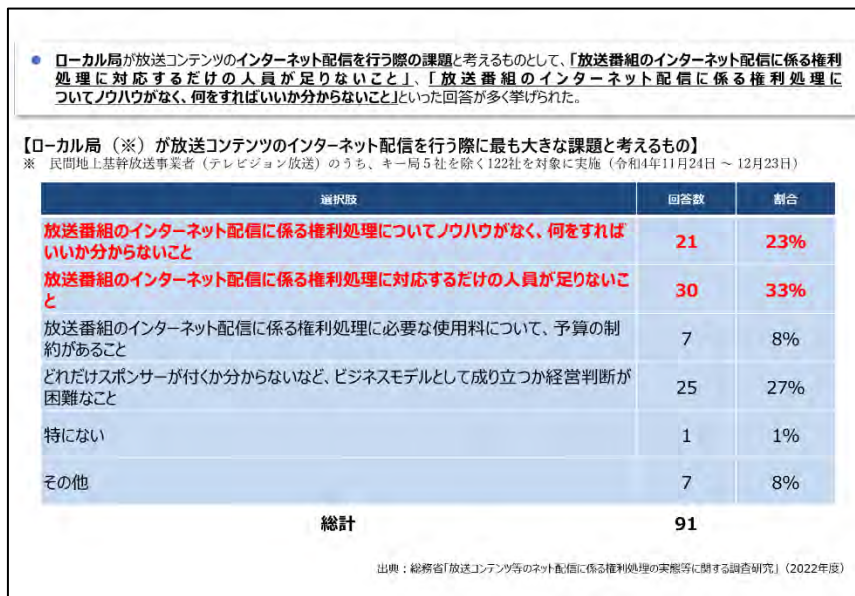 ● ローカル局が放送コンテンツのインターネット配信を行う際の課題と考えるものとして、「放送番組のインターネット配信に係る権利
処理に対応するだけの人員が足りないこと」、「放送番組のインターネット配信に係る権利処理に
ついてノウハウがなく、何をすればいいか分からないこと」といった回答が多く挙げられた。
【ローカル局（※）が放送コンテンツのインターネット配信を行う際に最も大きな課題と考えるもの】
※ 民間地上基幹放送事業者（テレビジョン放送）のうち、キー局５社を除く122社を対象に実施（令和4年11月24日 ～ 12月23日）
選択肢 回答数 割合
放送番組のインターネット配信に係る権利処理についてノウハウがなく、何をすれば
いいか分からないこと 21 23%
放送番組のインターネット配信に係る権利処理に対応するだけの人員が足りないこ
と 30 33%
放送番組のインターネット配信に係る権利処理に必要な使用料について、予算の制
約があること 7 8%
どれだけスポンサーが付くか分からないなど、ビジネスモデルとして成り立つか経営判断が
困難なこと 25 27%
特にない 1 1%
その他 7 8%
総計 91
出典：総務省「放送コンテンツ等のネット配信に係る権利処理の実態等に関する調査研究」（2022年度）